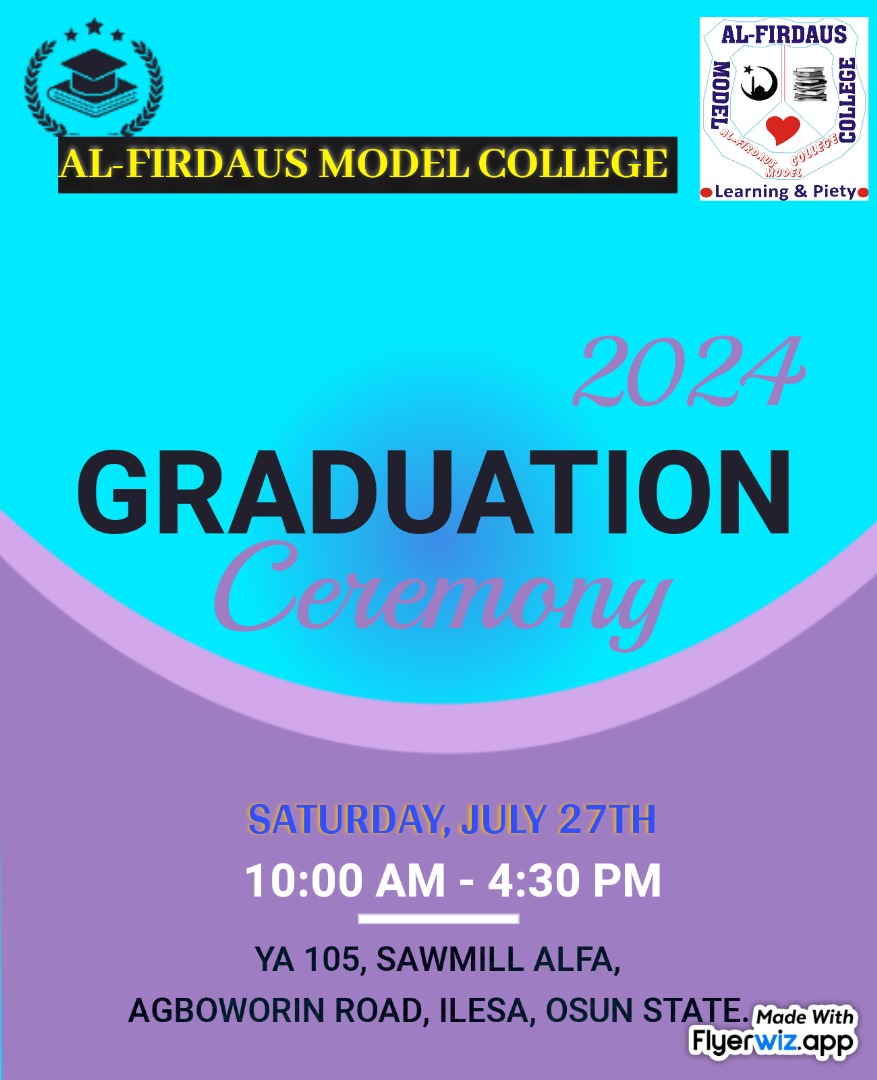 AL-FIRDAUS MODEL COLLEGE
AL-FIRDAUS
MODEL
COLLEGE
AL-FIRDAUS MODEL COLLEGE
Learning & Piety
2024
GRADUATION
Ceremony
SATURDAY, JULY 27TH
10:00 AM - 4:30 PM
YA 105, SAWMILL ALFA,
AGBOWORIN ROAD, ILESA, OSUN STATE.
Made With
Flyerwiz.app